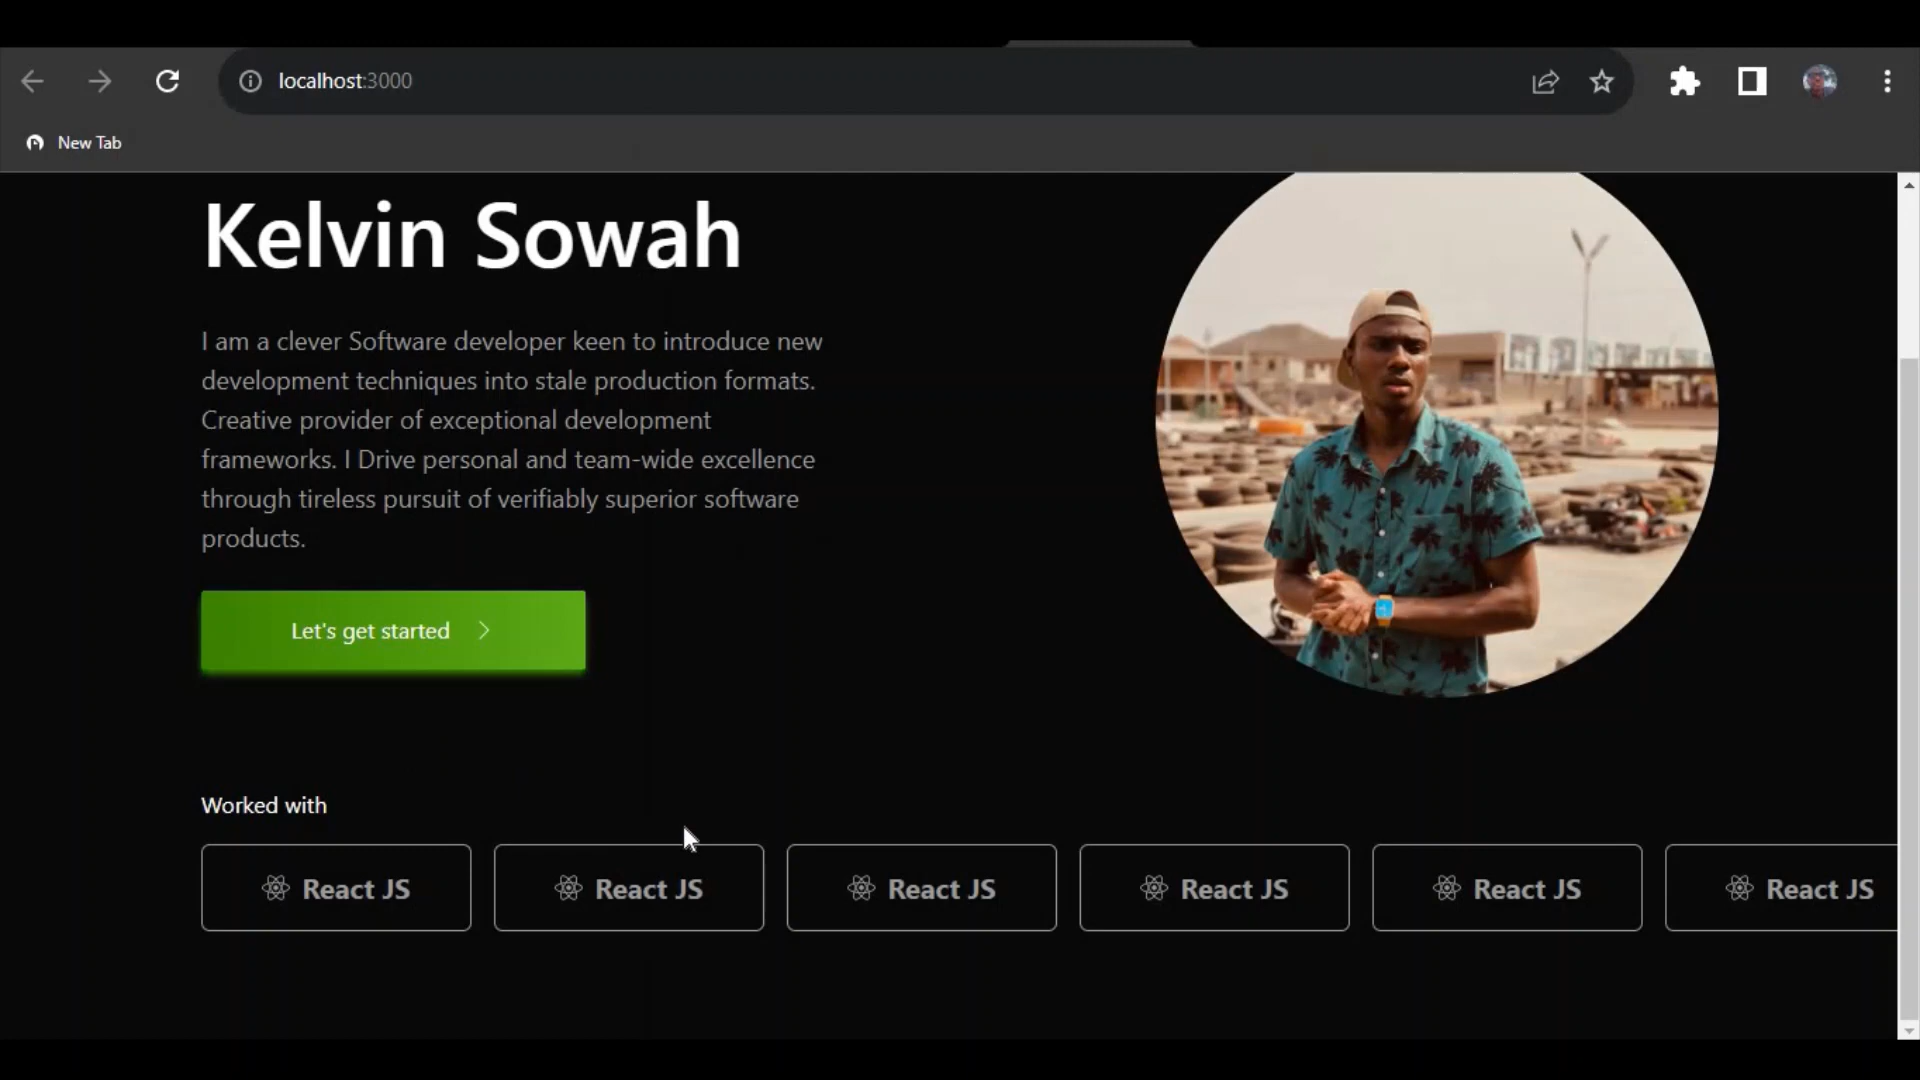 localhost:3000
New Tab
Kelvin Sowah
I am a clever Software developer keen to introduce new
development techniques into stale production formats.
Creative provider of exceptional development
frameworks. I Drive personal and team-wide excellence
through tireless pursuit of verifiably superior software
products.
Let's get started
Worked with
React JS React JS React JS React JS React JS React JS